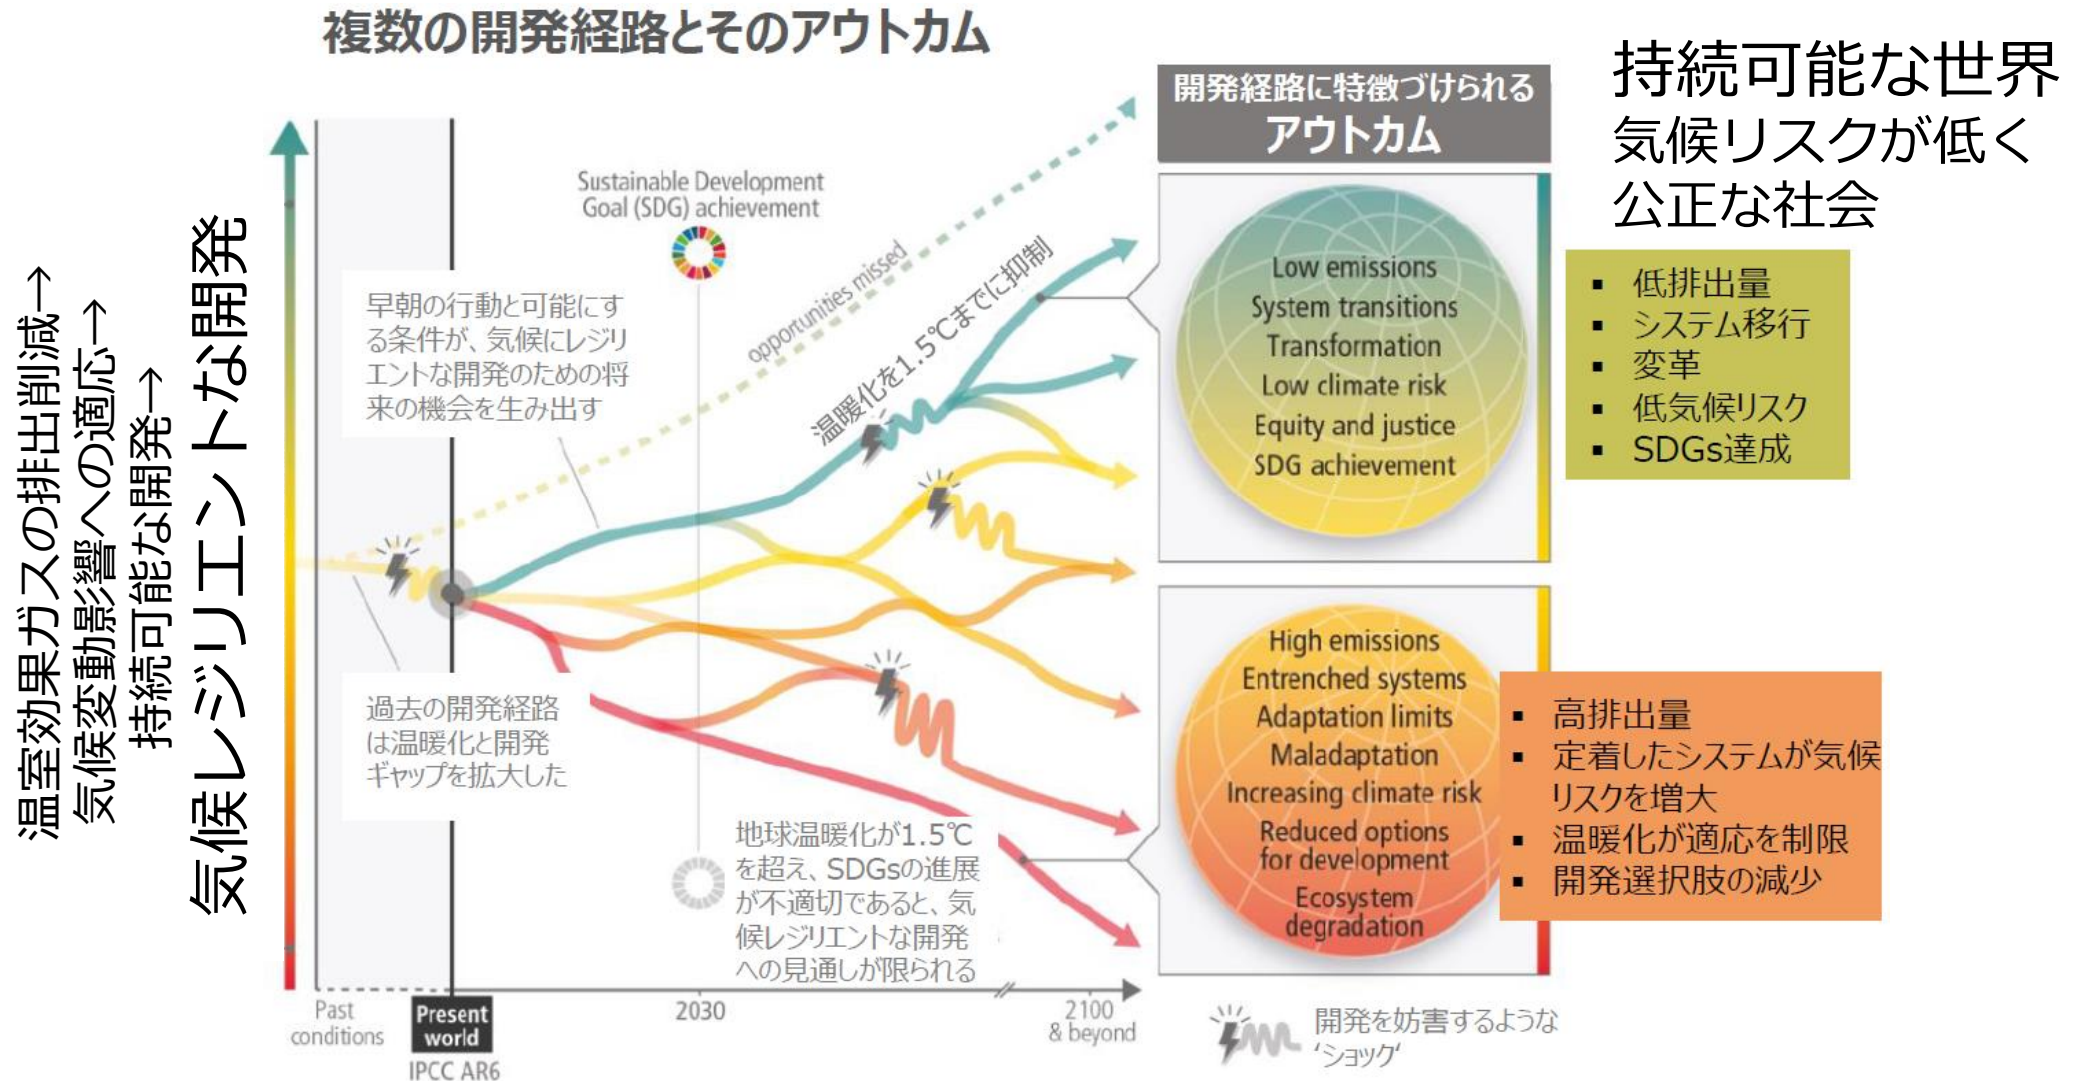 複数の開発経路とそのアウトカム
温室効果ガスの排出削減→
気候変動影響への適応→
持続可能な開発→
気候レジリエントな開発
Sustainable Development
Goal (SDG) achievement
早朝の行動と可能にす
る条件が、気候にレジリ
エントな開発のための将
来の機会を生み出す
opportunities missed
温暖化を1.5℃までに抑制
過去の開発経路
は温暖化と開発
ギャップを拡大した
地球温暖化が1.5℃
を超え、SDGsの進展
が不適切であると、気
候レジリエントな開発
への見通しが限られる
Past
conditions
Present
world
IPCC AR6
2030
2100
& beyond
開発経路に特徴づけられる
アウトカム
Low emissions
System transitions
Transformation
Low climate risk
Equity and justice
SDG achievement
High emissions
Entrenched systems
Adaptation limits
Maladaptation
Increasing climate risk
Reduced options
for development
Ecosystem
degradation
開発を妨害するような
‘ショック‘
持続可能な世界
気候リスクが低く
公正な社会
▪ 低排出量
▪ システム移行
▪ 変革
▪ 低気候リスク
▪ SDGs達成
▪ 高排出量
▪ 定着したシステムが気候
リスクを増大
▪ 温暖化が適応を制限
▪ 開発選択肢の減少